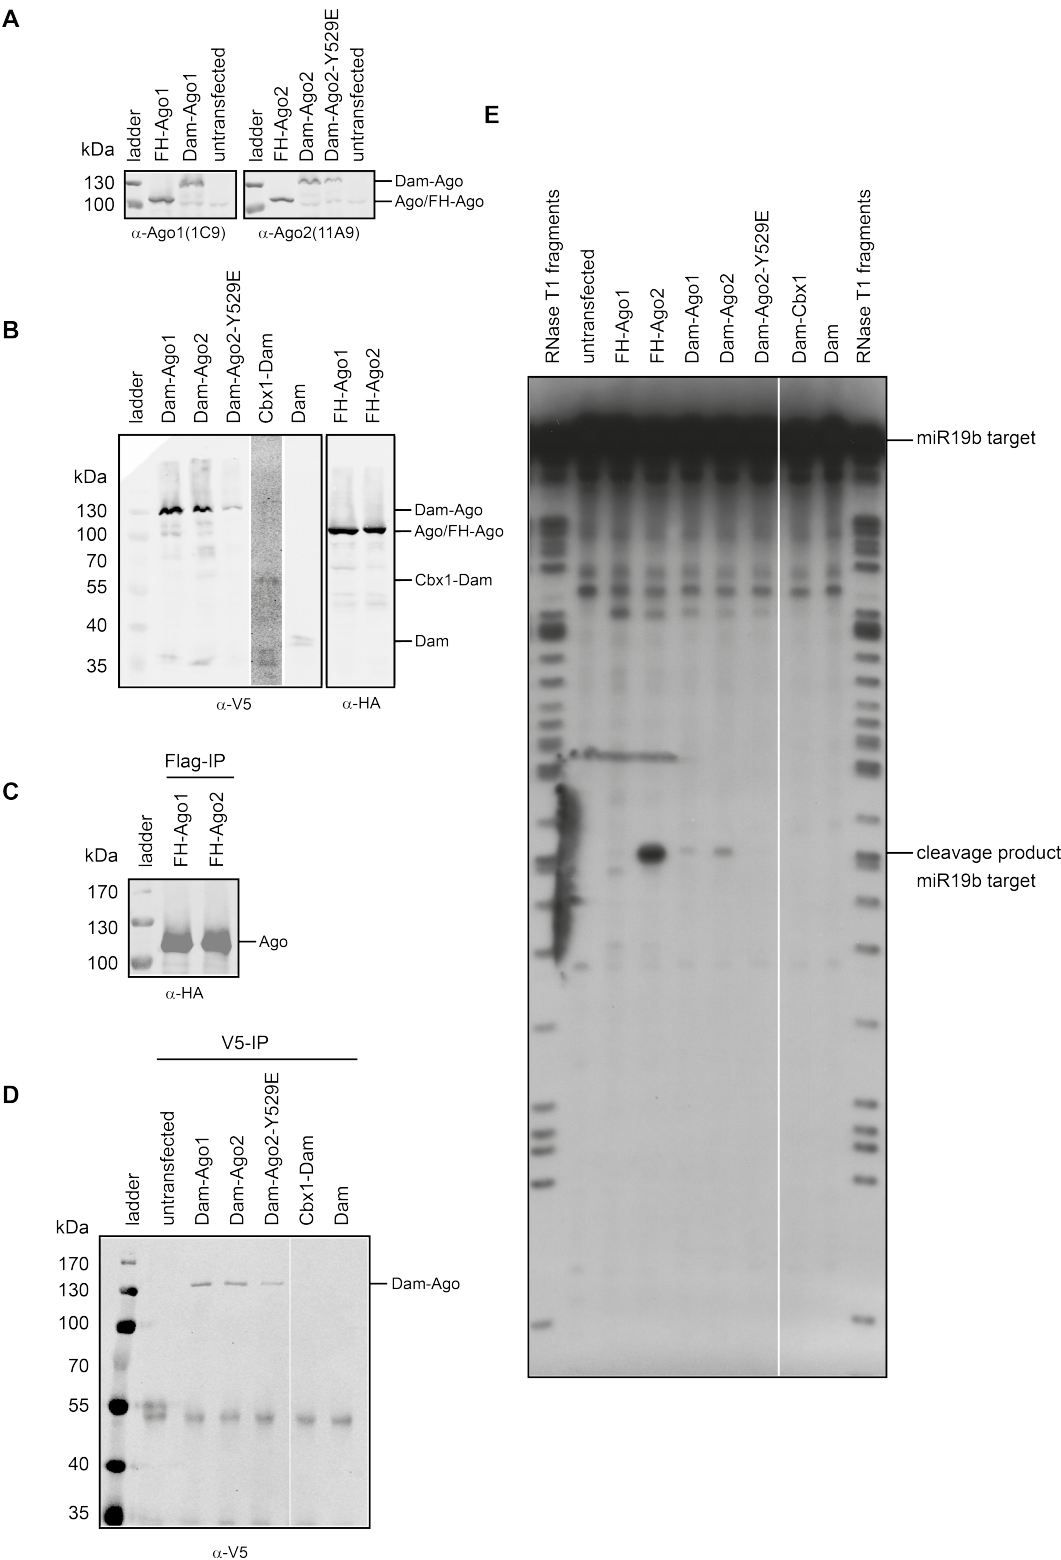 A
kDa
ladder
FH-Ago1
Dam-Ago1
untransfected
ladder
FH-Ago2
Dam-Ago2
Dam-Ago2-Y529E
untransfected
130
100
Dam-Ago
Ago/FH-Ago
α-Ago1(1C9)
α-Ago2(11A9)
B
ladder
Dam-Ago1
Dam-Ago2
Dam-Ago2-Y529E
Cbx1-Dam
Dam
FH-Ago1
FH-Ago2
kDa
130
100
70
55
40
35
Dam-Ago
Ago/FH-Ago
Cbx1-Dam
Dam
α-V5
α-HA
C
Flag-IP
kDa
ladder
FH-Ago1
FH-Ago2
170
130
100
Ago
α-HA
D
V5-IP
kDa
ladder
untransfected
Dam-Ago1
Dam-Ago2
Dam-Ago2-Y529E
Cbx1-Dam
Dam
170
130
100
70
55
40
35
Dam-Ago
α-V5
E
RNase T1 fragments
untransfected
FH-Ago1
FH-Ago2
Dam-Ago1
Dam-Ago2
Dam-Ago2-Y529E
Dam-Cbx1
Dam
RNase T1 fragments
miR19b target
cleavage product
miR19b target